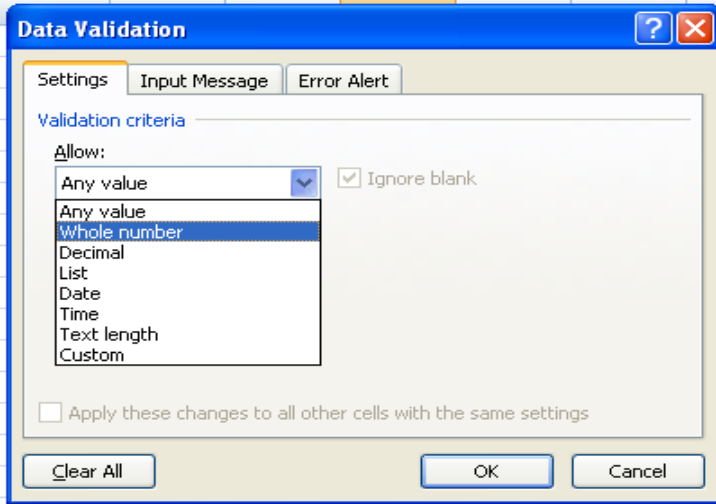 Data Validation
Settings Input Message Error Alert
Validation criteria
Allow:
Any value Ignore blank
Any value
Whole number
Decimal
List
Date
Time
Text length
Custom
Apply these changes to all other cells with the same settings
Clear All OK Cancel